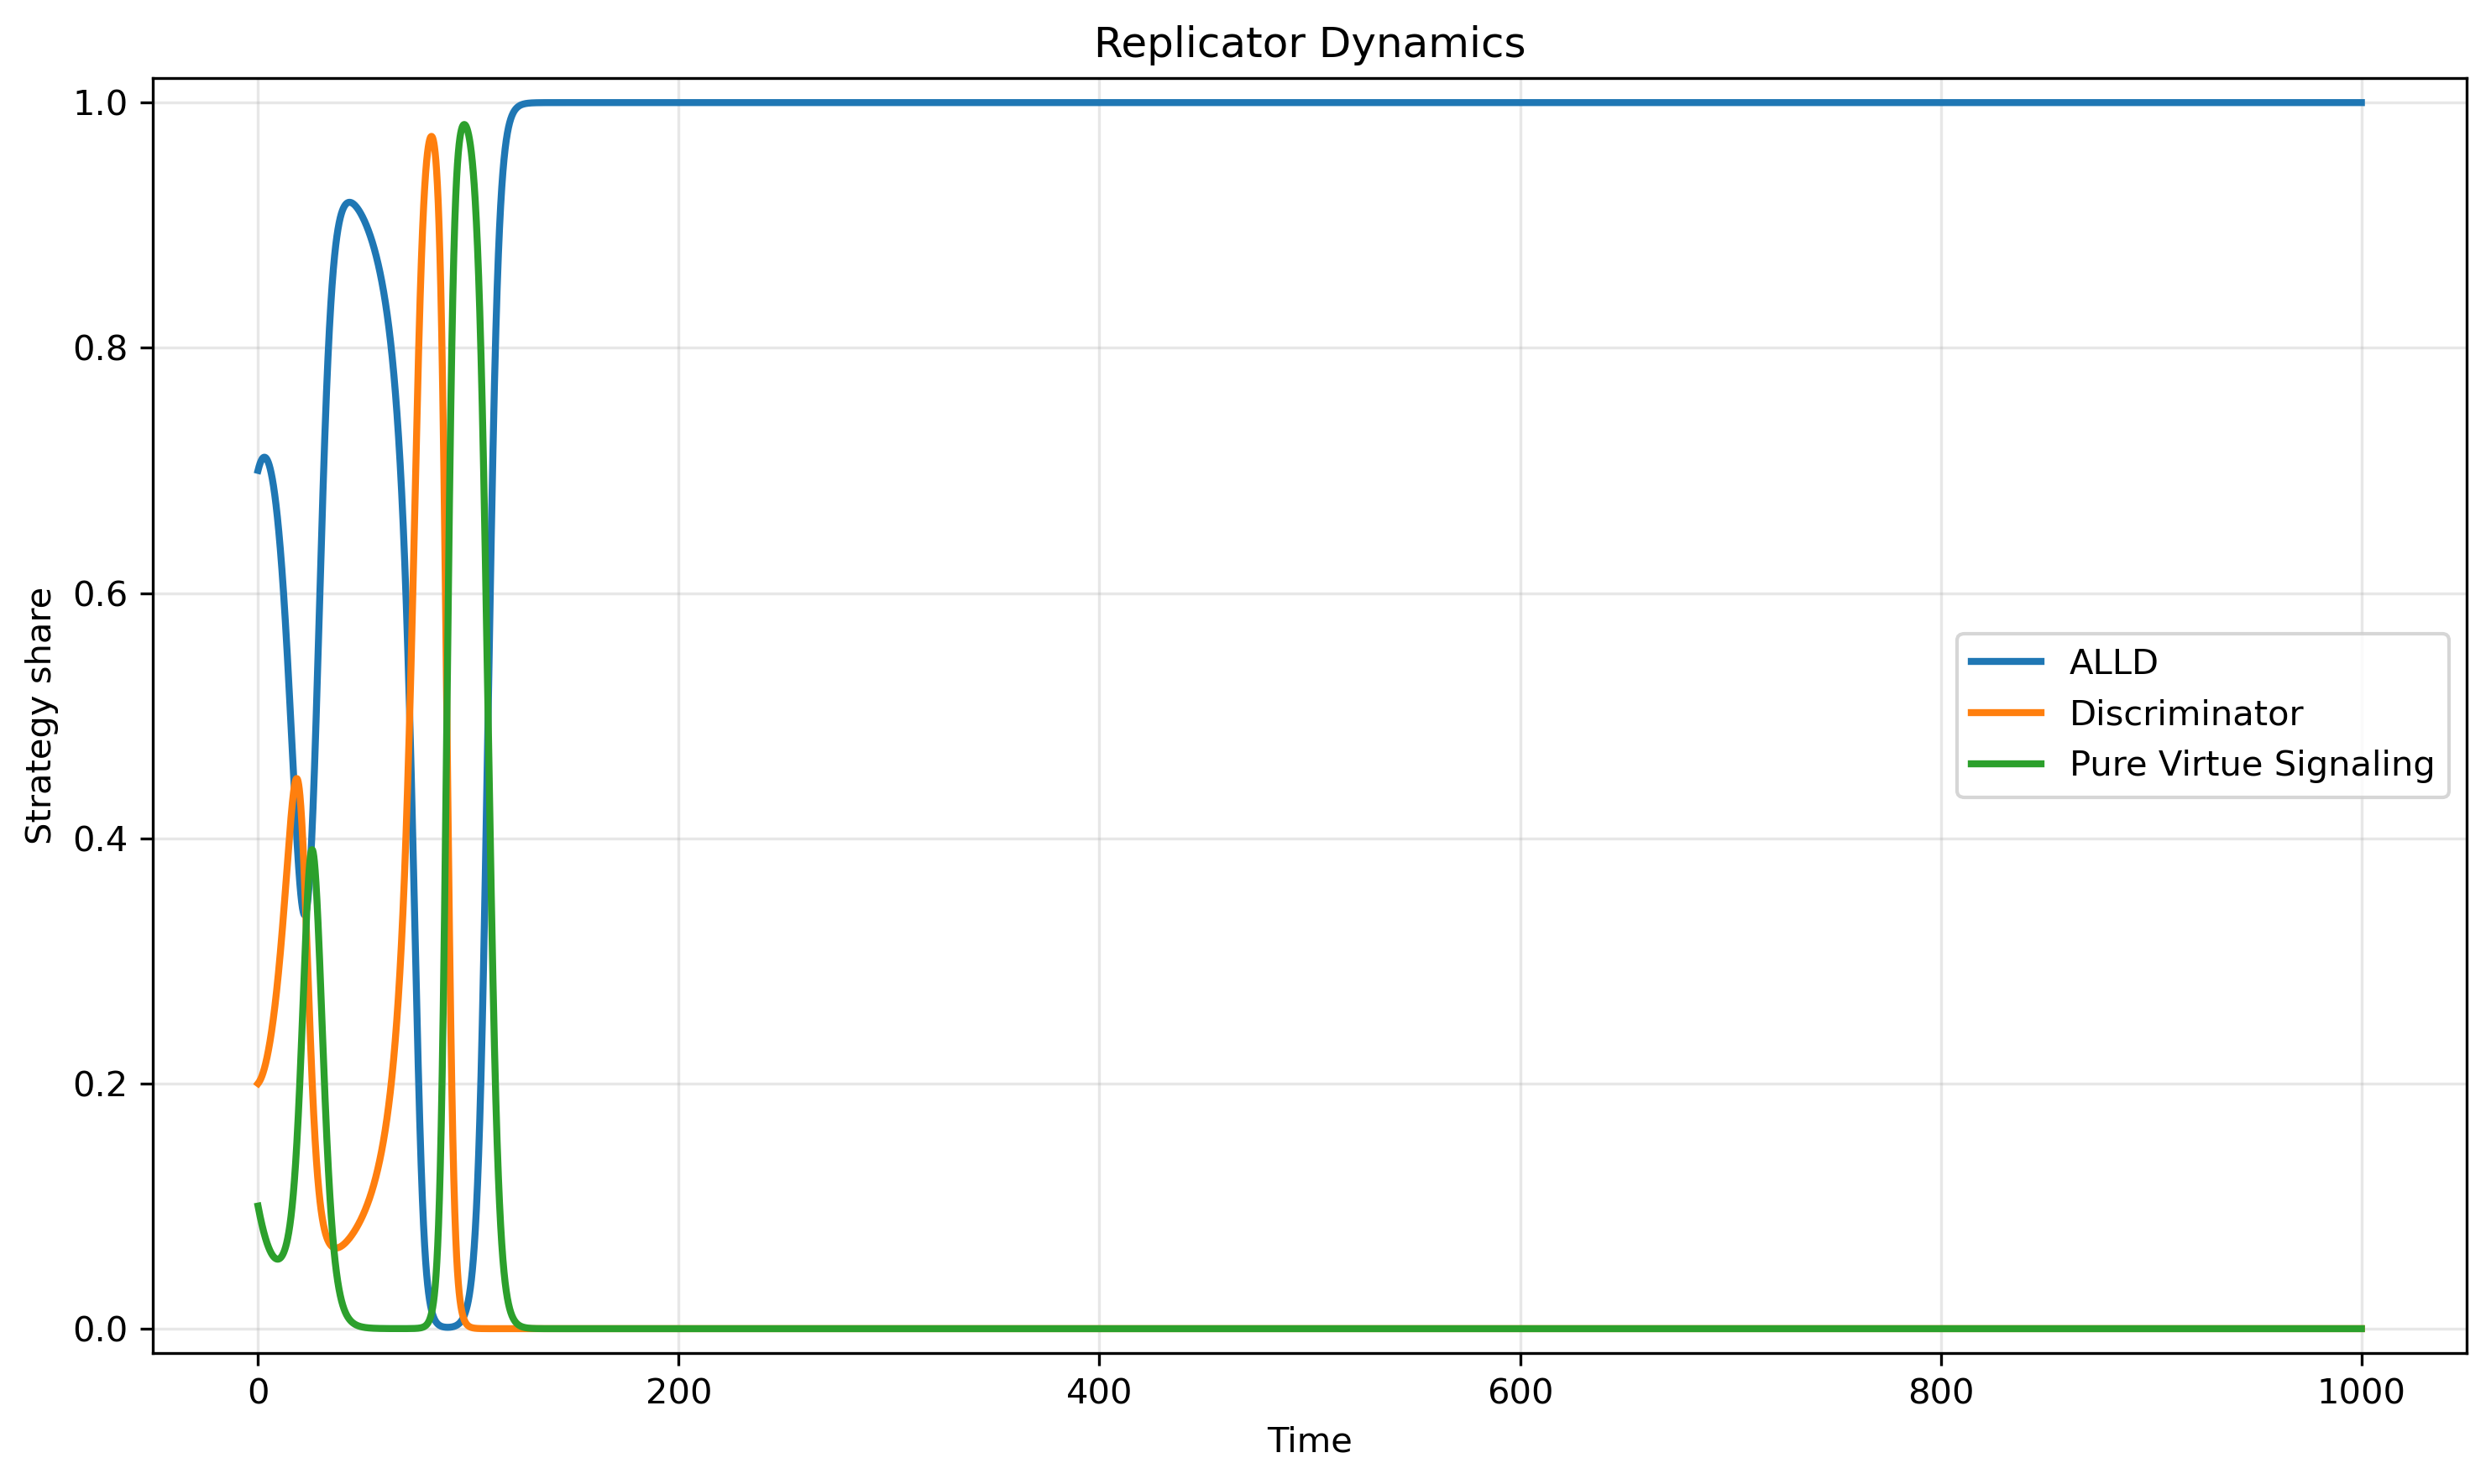 Replicator Dynamics
1.0
0.8
0.6
0.4
0.2
0.0
Strategy share
ALLD
Discriminator
Pure Virtue Signaling
0 200 400 600 800 1000
Time